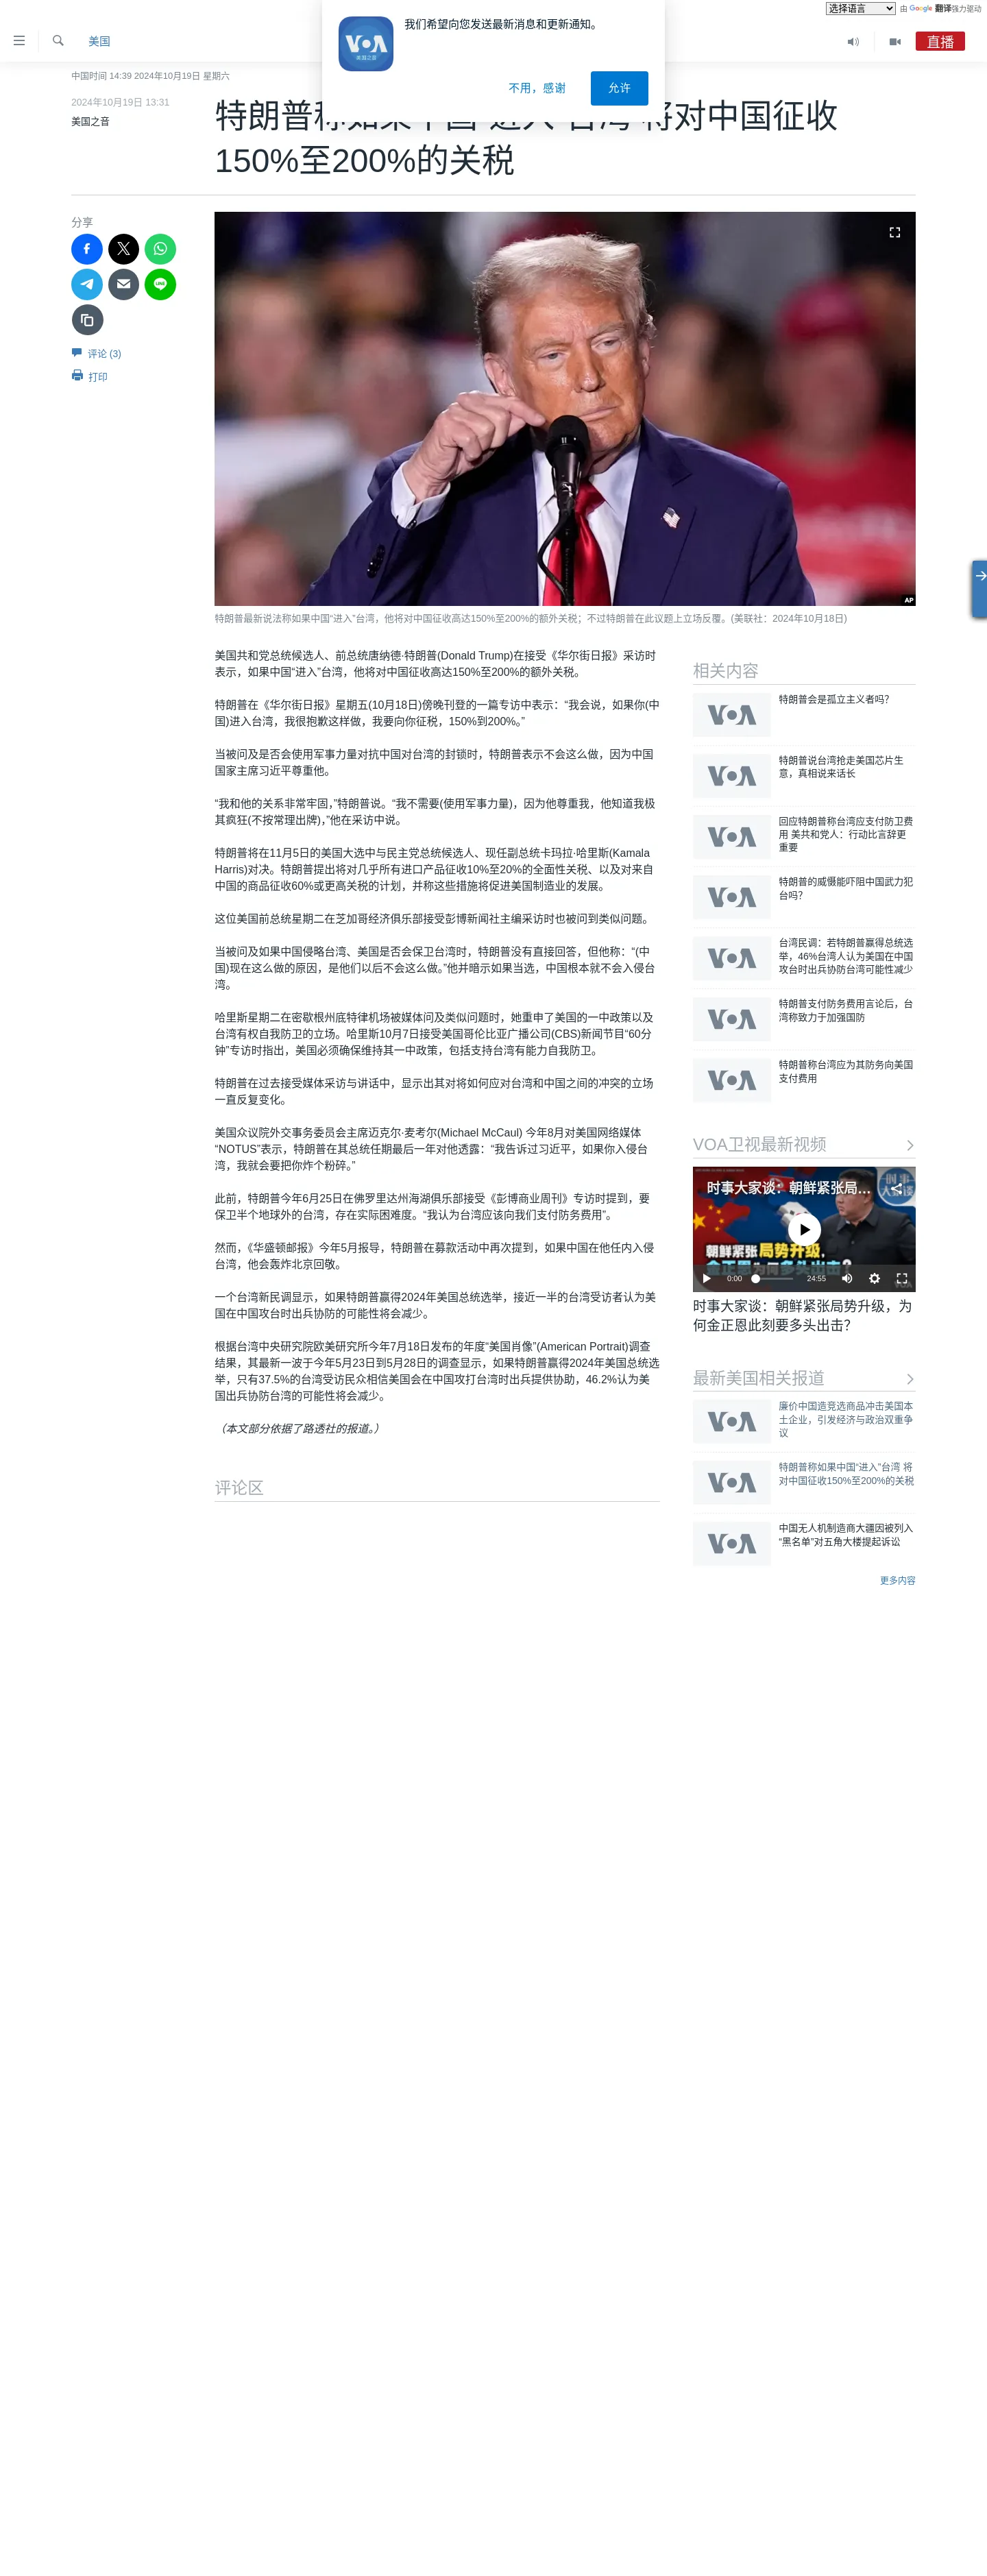 选择语言
由 Google 翻译强力驱动
我们希望向您发送最新消息和更新通知。
VOA
美国之音
不用，感谢
允许
美国
直播
中国时间 14:39 2024年10月19日 星期六
2024年10月19日 13:31
美国之音
特朗普称如果中国“进入”台湾 将对中国征收
150%至200%的关税
分享
评论 (3)
打印
AP
特朗普最新说法称如果中国“进入”台湾，他将对中国征收高达150%至200%的额外关税；不过特朗普在此议题上立场反覆。(美联社：2024年10月18日)
美国共和党总统候选人、前总统唐纳德·特朗普(Donald Trump)在接受《华尔街日报》采访时
表示，如果中国“进入”台湾，他将对中国征收高达150%至200%的额外关税。
特朗普在《华尔街日报》星期五(10月18日)傍晚刊登的一篇专访中表示：“我会说，如果你(中
国)进入台湾，我很抱歉这样做，我要向你征税，150%到200%。”
当被问及是否会使用军事力量对抗中国对台湾的封锁时，特朗普表示不会这么做，因为中国
国家主席习近平尊重他。
“我和他的关系非常牢固，”特朗普说。“我不需要(使用军事力量)，因为他尊重我，他知道我极
其疯狂(不按常理出牌)，”他在采访中说。
特朗普将在11月5日的美国大选中与民主党总统候选人、现任副总统卡玛拉·哈里斯(Kamala
Harris)对决。特朗普提出将对几乎所有进口产品征收10%至20%的全面性关税、以及对来自
中国的商品征收60%或更高关税的计划，并称这些措施将促进美国制造业的发展。
这位美国前总统星期二在芝加哥经济俱乐部接受彭博新闻社主编采访时也被问到类似问题。
当被问及如果中国侵略台湾、美国是否会保卫台湾时，特朗普没有直接回答，但他称：“(中
国)现在这么做的原因，是他们以后不会这么做。”他并暗示如果当选，中国根本就不会入侵台
湾。
哈里斯星期二在密歇根州底特律机场被媒体问及类似问题时，她重申了美国的一中政策以及
台湾有权自我防卫的立场。哈里斯10月7日接受美国哥伦比亚广播公司(CBS)新闻节目“60分
钟”专访时指出，美国必须确保维持其一中政策，包括支持台湾有能力自我防卫。
特朗普在过去接受媒体采访与讲话中，显示出其对将如何应对台湾和中国之间的冲突的立场
一直反复变化。
美国众议院外交事务委员会主席迈克尔·麦考尔(Michael McCaul) 今年8月对美国网络媒体
“NOTUS”表示，特朗普在其总统任期最后一年对他透露：“我告诉过习近平，如果你入侵台
湾，我就会要把你炸个粉碎。”
此前，特朗普今年6月25日在佛罗里达州海湖俱乐部接受《彭博商业周刊》专访时提到，要
保卫半个地球外的台湾，存在实际困难度。“我认为台湾应该向我们支付防务费用”。
然而，《华盛顿邮报》今年5月报导，特朗普在募款活动中再次提到，如果中国在他任内入侵
台湾，他会轰炸北京回敬。
一个台湾新民调显示，如果特朗普赢得2024年美国总统选举，接近一半的台湾受访者认为美
国在中国攻台时出兵协防的可能性将会减少。
根据台湾中央研究院欧美研究所今年7月18日发布的年度“美国肖像”(American Portrait)调查
结果，其最新一波于今年5月23日到5月28日的调查显示，如果特朗普赢得2024年美国总统选
举，只有37.5%的台湾受访民众相信美国会在中国攻打台湾时出兵提供协助，46.2%认为美
国出兵协防台湾的可能性将会减少。
（本文部分依据了路透社的报道。）
评论区
相关内容
VOA
特朗普会是孤立主义者吗？
VOA
特朗普说台湾抢走美国芯片生
意，真相说来话长
VOA
回应特朗普称台湾应支付防卫费
用 美共和党人：行动比言辞更
重要
VOA
特朗普的威慑能吓阻中国武力犯
台吗？
VOA
台湾民调：若特朗普赢得总统选
举，46%台湾人认为美国在中国
攻台时出兵协防台湾可能性减少
VOA
特朗普支付防务费用言论后，台
湾称致力于加强国防
VOA
特朗普称台湾应为其防务向美国
支付费用
VOA卫视最新视频
时事大家谈：朝鲜紧张局…
朝鲜紧张局势升级，
金正恩为何多头出击？
0:00
24:55
时事大家谈：朝鲜紧张局势升级，为
何金正恩此刻要多头出击？
最新美国相关报道
VOA
廉价中国造竞选商品冲击美国本
土企业，引发经济与政治双重争
议
VOA
特朗普称如果中国“进入”台湾 将
对中国征收150%至200%的关税
VOA
中国无人机制造商大疆因被列入
“黑名单”对五角大楼提起诉讼
更多内容